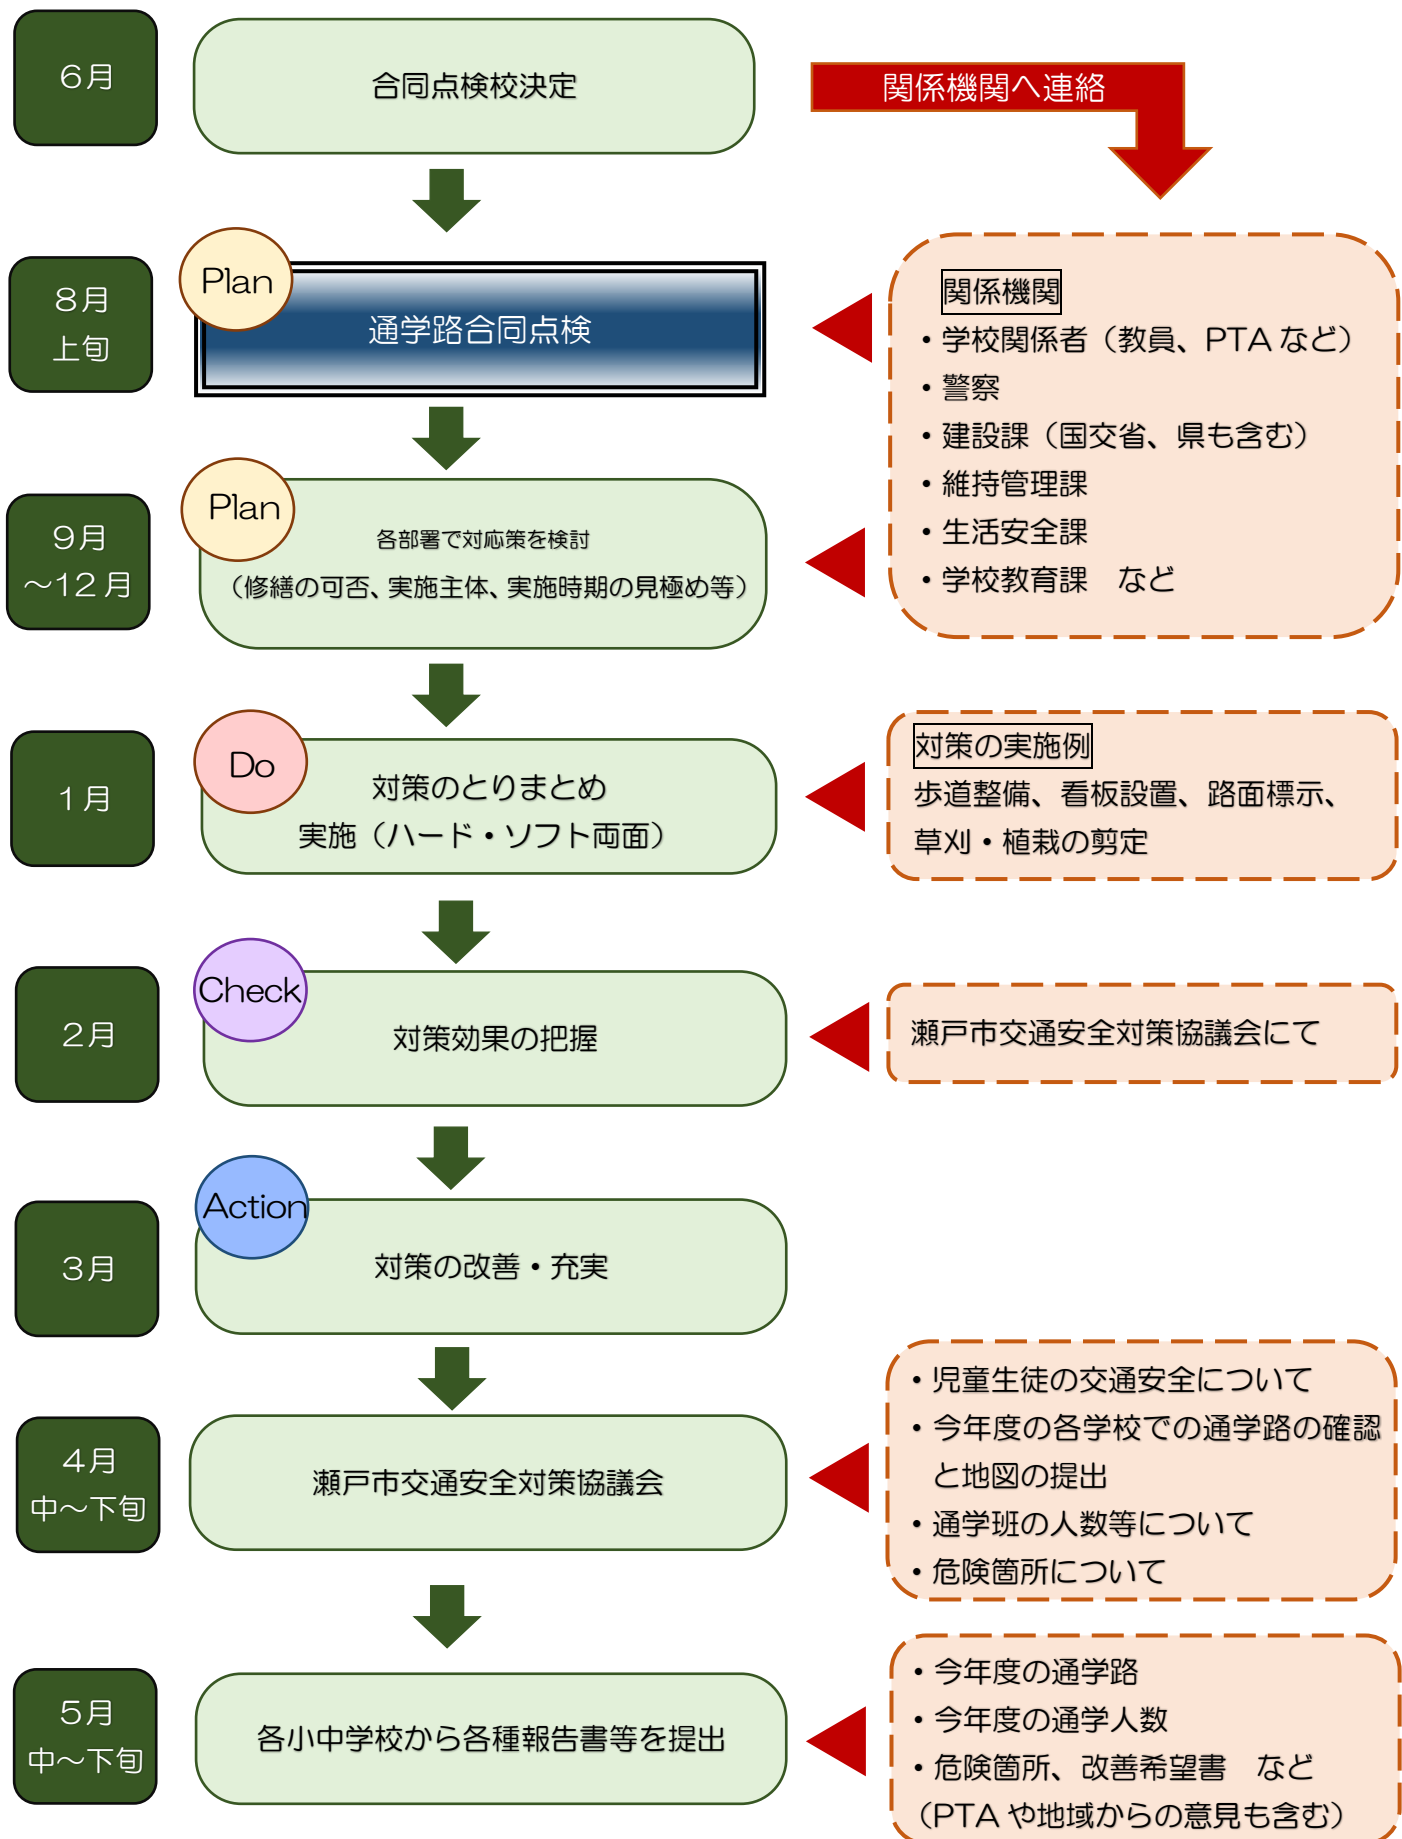 6月
合同点検校決定
関係機関へ連絡
8月
上旬
Plan
通学路合同点検
関係機関
・学校関係者（教員、PTAなど）
・警察
・建設課（国交省、県も含む）
・維持管理課
・生活安全課
・学校教育課　など
9月
～12月
Plan
各部署で対応策を検討
（修繕の可否、実施主体、実施時期の見極め等）
1月
Do
対策のとりまとめ
実施（ハード・ソフト両面）
対策の実施例
歩道整備、看板設置、路面標示、
草刈・植栽の剪定
2月
Check
対策効果の把握
瀬戸市交通安全対策協議会にて
3月
Action
対策の改善・充実
4月
中～下旬
瀬戸市交通安全対策協議会
・児童生徒の交通安全について
・今年度の各学校での通学路の確認
と地図の提出
・通学班の人数等について
・危険箇所について
5月
中～下旬
各小中学校から各種報告書等を提出
・今年度の通学路
・今年度の通学人数
・危険箇所、改善希望書　など
（PTAや地域からの意見も含む）